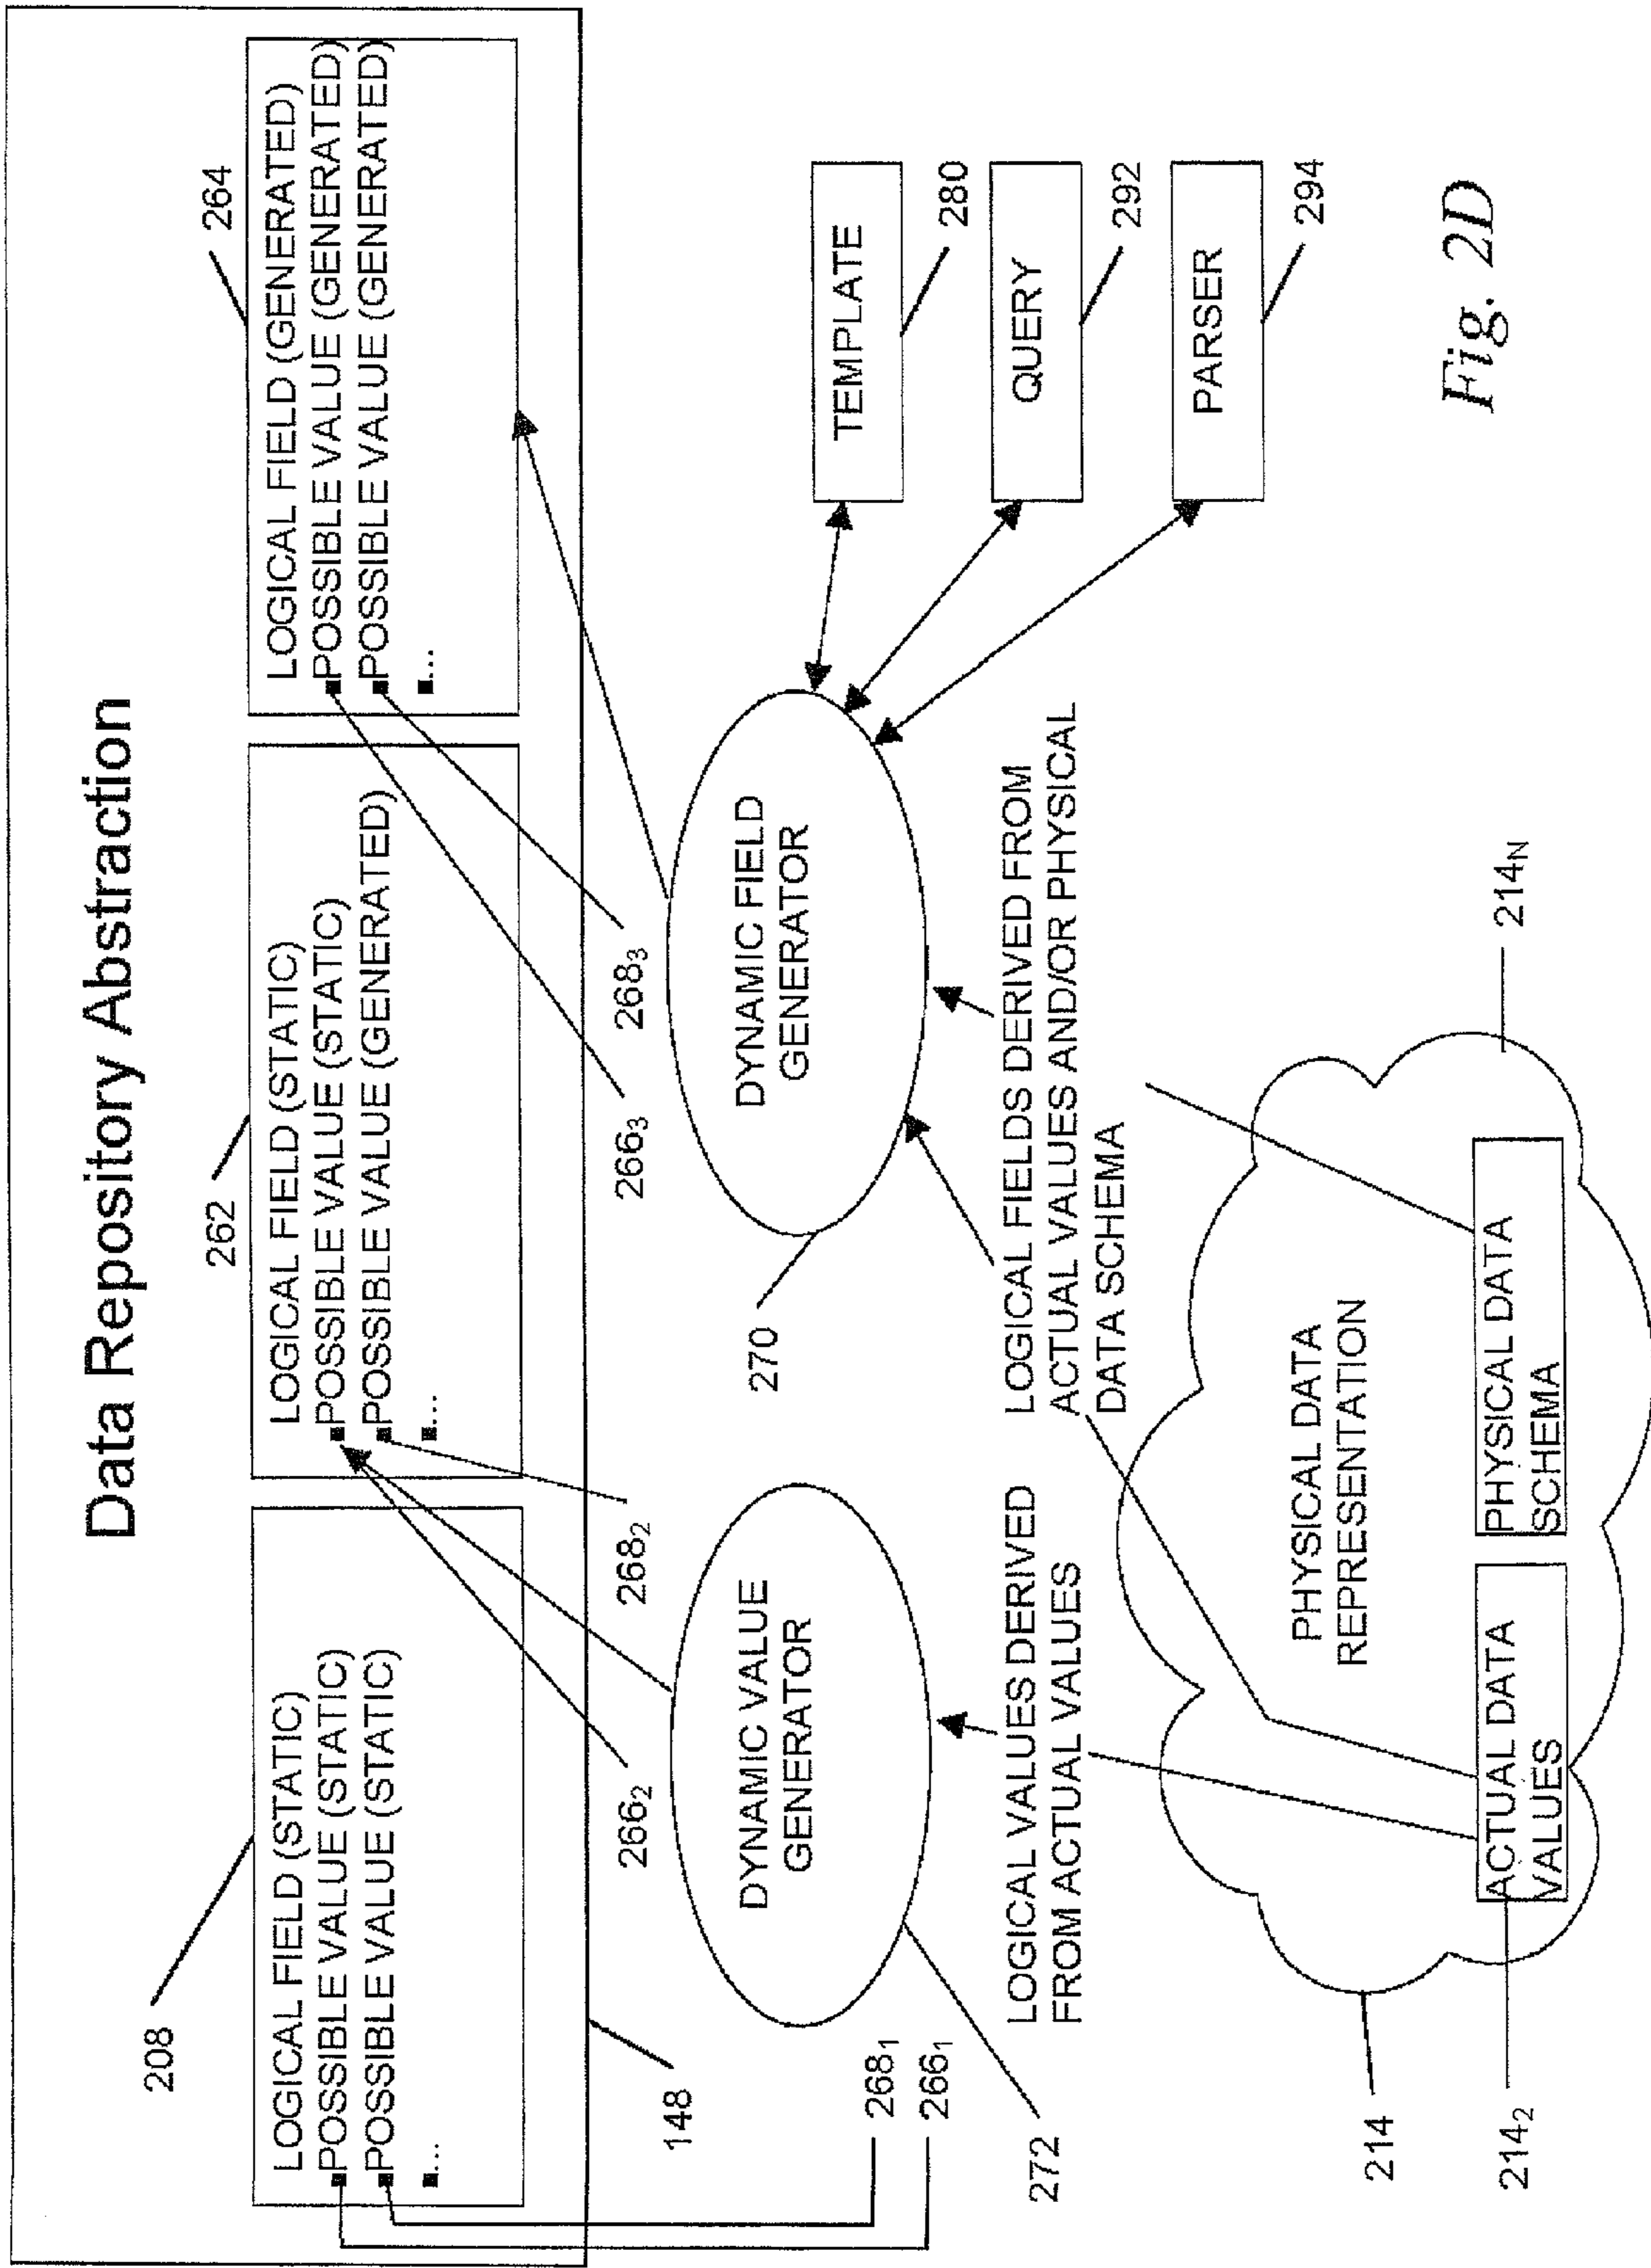 Data Repository Abstraction
208
262
264
LOGICAL FIELD (STATIC)
POSSIBLE VALUE (STATIC)
POSSIBLE VALUE (STATIC)
...
LOGICAL FIELD (STATIC)
POSSIBLE VALUE (STATIC)
POSSIBLE VALUE (GENERATED)
...
LOGICAL FIELD (GENERATED)
POSSIBLE VALUE (GENERATED)
POSSIBLE VALUE (GENERATED)
...
148
266₂
268₂
266₃
268₃
268₁
266₁
DYNAMIC VALUE
GENERATOR
272
DYNAMIC FIELD
GENERATOR
270
TEMPLATE
280
QUERY
292
PARSER
294
LOGICAL VALUES DERIVED
FROM ACTUAL VALUES
LOGICAL FIELDS DERIVED FROM
ACTUAL VALUES AND/OR PHYSICAL
DATA SCHEMA
PHYSICAL DATA
REPRESENTATION
214
214₂
214N
ACTUAL DATA
VALUES
PHYSICAL DATA
SCHEMA
Fig. 2D